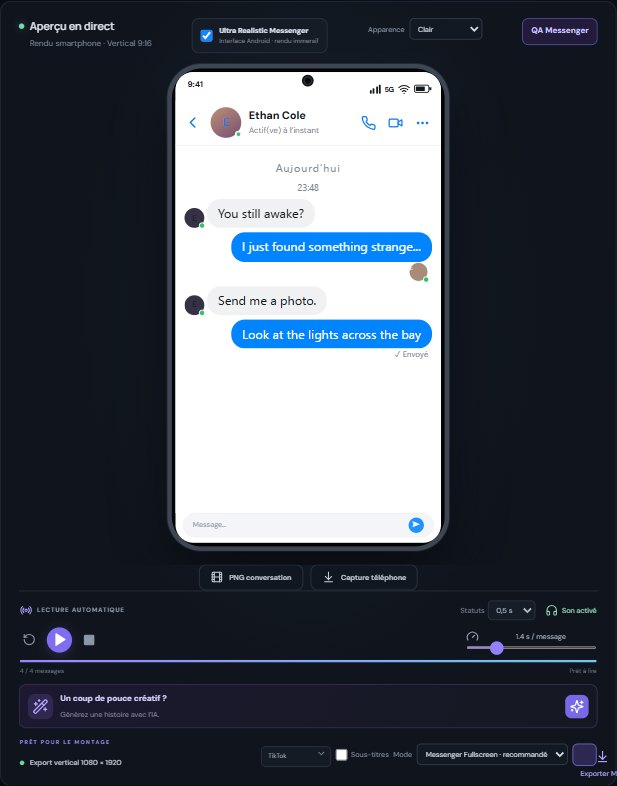 Aperçu en direct
Rendu smartphone · Vertical 9:16
Ultra Realistic Messenger
Interface Android · rendu immersif
Apparence
Clair
QA Messenger
9:41
5G
E
Ethan Cole
Actif(ve) à l'instant
Aujourd'hui
23:48
You still awake?
I just found something strange...
Send me a photo.
Look at the lights across the bay
✓ Envoyé
Message...
PNG conversation
Capture téléphone
LECTURE AUTOMATIQUE
Statuts
0,5 s
Son activé
1.4 s / message
4 / 4 messages
Prêt à lire
Un coup de pouce créatif ?
Générez une histoire avec l'IA.
PRÊT POUR LE MONTAGE
Export vertical 1080 × 1920
TikTok
Sous-titres
Mode
Messenger Fullscreen · recommandé
Exporter M